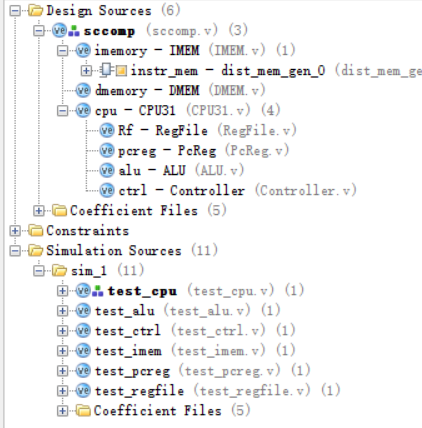 Design Sources (6)
sccomp (sccomp.v) (3)
imemory - IMEM (IMEM.v) (1)
instr_mem - dist_mem_gen_0 (dist_mem_ge
dmemory - DMEM (DMEM.v)
cpu - CPU31 (CPU31.v) (4)
Rf - RegFile (RegFile.v)
pcreg - PcReg (PcReg.v)
alu - ALU (ALU.v)
ctrl - Controller (Controller.v)
Coefficient Files (5)
Constraints
Simulation Sources (11)
sim_1 (11)
test_cpu (test_cpu.v) (1)
test_alu (test_alu.v) (1)
test_ctrl (test_ctrl.v) (1)
test_imem (test_imem.v) (1)
test_pcreg (test_pcreg.v) (1)
test_regfile (test_regfile.v) (1)
Coefficient Files (5)